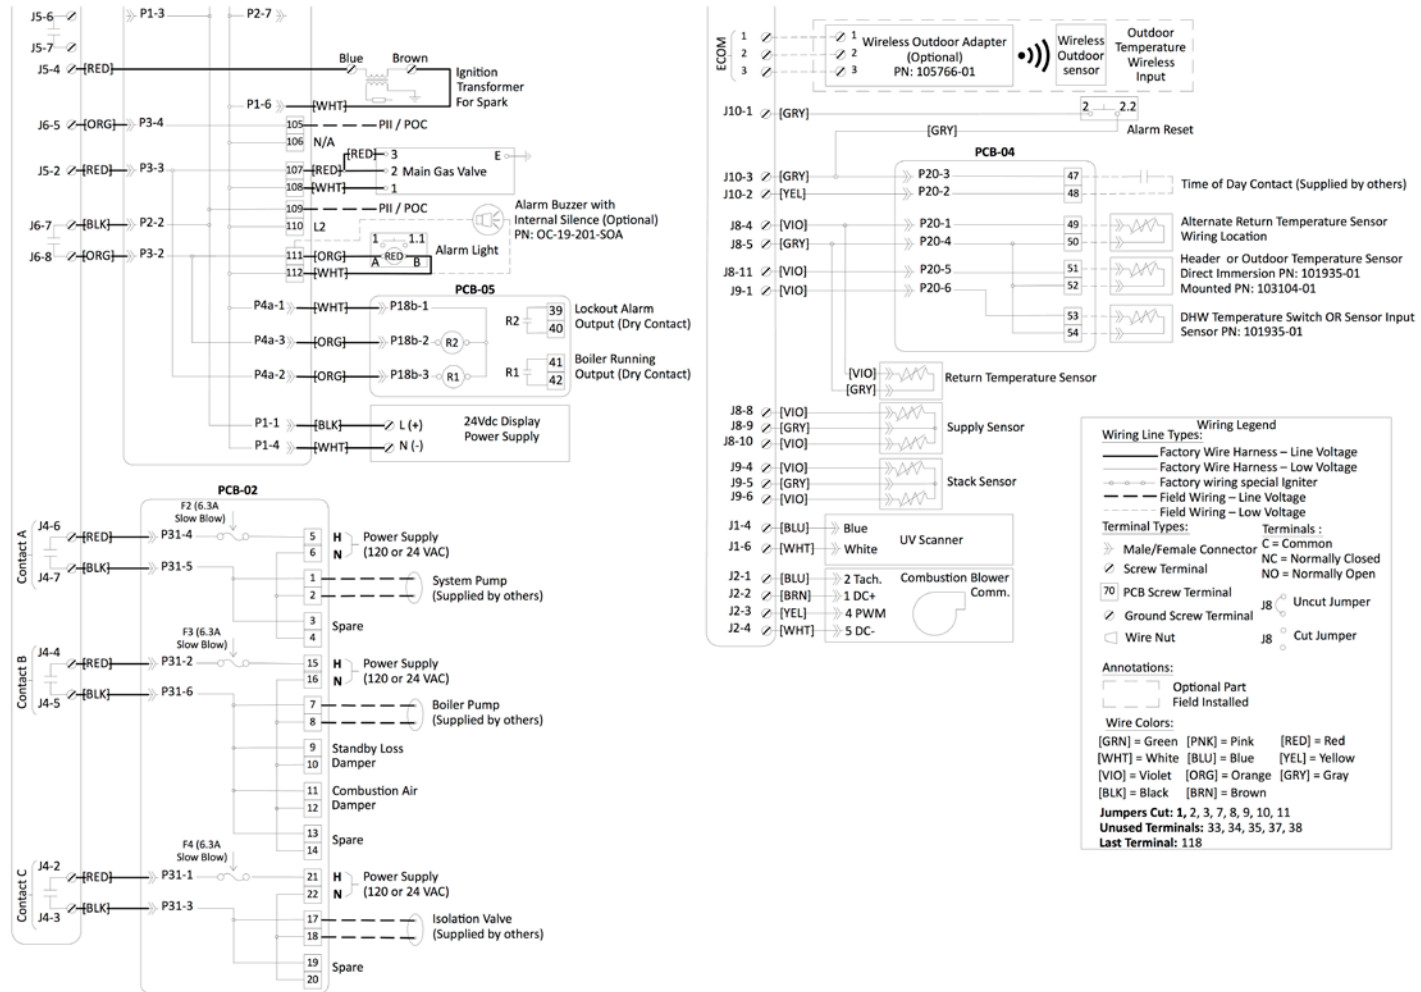 J5-6
P1-3
P2-7
J5-7
J5-4 [RED]
Blue
Brown
Ignition
Transformer
For Spark
P1-6
[WHT]
J6-5 [ORG] P3-4
105 PII / POC
106 N/A
J5-2 [RED] P3-3
107 [RED]
[RED] 3
2 Main Gas Valve
E
108 [WHT] 1
109 PII / POC
110 L2
J6-7 [BLK] P2-2
Alarm Buzzer with
Internal Silence (Optional)
PN: OC-19-201-SOA
J6-8 [ORG] P3-2
1 1.1
Alarm Light
111 [ORG] A RED B
112 [WHT]
PCB-05
P4a-1 [WHT] P18b-1
P4a-3 [ORG] P18b-2 R2
P4a-2 [ORG] P18b-3 R1
R2
39
40
Lockout Alarm
Output (Dry Contact)
R1
41
42
Boiler Running
Output (Dry Contact)
P1-1 [BLK] L (+)
P1-4 [WHT] N (-)
24Vdc Display
Power Supply
PCB-02
Contact A
J4-6 [RED] P31-4
F2 (6.3A
Slow Blow)
J4-7 [BLK] P31-5
5 H
6 N
Power Supply
(120 or 24 VAC)
1
2
System Pump
(Supplied by others)
3
4
Spare
Contact B
J4-4 [RED] P31-2
F3 (6.3A
Slow Blow)
J4-5 [BLK] P31-6
15 H
16 N
Power Supply
(120 or 24 VAC)
7
8
Boiler Pump
(Supplied by others)
9
10
Standby Loss
Damper
11
12
Combustion Air
Damper
13
14
Spare
Contact C
J4-2 [RED] P31-1
F4 (6.3A
Slow Blow)
J4-3 [BLK] P31-3
21 H
22 N
Power Supply
(120 or 24 VAC)
17
18
Isolation Valve
(Supplied by others)
19
20
Spare
ECOM
1
2
3
1
2
3
Wireless Outdoor Adapter
(Optional)
PN: 105766-01
Wireless
Outdoor
sensor
Outdoor
Temperature
Wireless
Input
J10-1 [GRY]
2 2.2
Alarm Reset
[GRY]
PCB-04
J10-3 [GRY] P20-3 47
J10-2 [YEL] P20-2 48
Time of Day Contact (Supplied by others)
J8-4 [VIO] P20-1 49
J8-5 [GRY] P20-4 50
Alternate Return Temperature Sensor
Wiring Location
J8-11 [VIO] P20-5 51
52
J9-1 [VIO] P20-6
Header or Outdoor Temperature Sensor
Direct Immersion PN: 101935-01
Mounted PN: 103104-01
53
54
DHW Temperature Switch OR Sensor Input
Sensor PN: 101935-01
[VIO]
[GRY]
Return Temperature Sensor
J8-8 [VIO]
J8-9 [GRY]
J8-10 [VIO]
Supply Sensor
J9-4 [VIO]
J9-5 [GRY]
J9-6 [VIO]
Stack Sensor
J1-4 [BLU] Blue
J1-6 [WHT] White
UV Scanner
J2-1 [BLU] 2 Tach.
J2-2 [BRN] 1 DC+
J2-3 [YEL] 4 PWM
J2-4 [WHT] 5 DC-
Combustion Blower
Comm.
Wiring Legend
Wiring Line Types:
Factory Wire Harness – Line Voltage
Factory Wire Harness – Low Voltage
Factory wiring special Igniter
Field Wiring – Line Voltage
Field Wiring – Low Voltage
Terminal Types:
Male/Female Connector
Screw Terminal
70 PCB Screw Terminal
Ground Screw Terminal
Wire Nut
Terminals :
C = Common
NC = Normally Closed
NO = Normally Open
J8 Uncut Jumper
J8 Cut Jumper
Annotations:
Optional Part
Field Installed
Wire Colors:
[GRN] = Green [PNK] = Pink [RED] = Red
[WHT] = White [BLU] = Blue [YEL] = Yellow
[VIO] = Violet [ORG] = Orange [GRY] = Gray
[BLK] = Black [BRN] = Brown
Jumpers Cut: 1, 2, 3, 7, 8, 9, 10, 11
Unused Terminals: 33, 34, 35, 37, 38
Last Terminal: 118